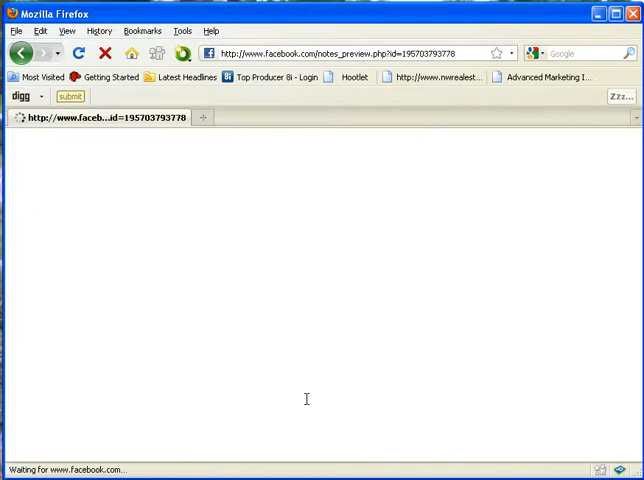 Mozilla Firefox
File Edit View History Bookmarks Tools Help
http://www.facebook.com/notes_preview.php?id=195703793778 Google
Most Visited Getting Started Latest Headlines 8i Top Producer 8i - Login Hootlet http://www.nwrealest... Advanced Marketing I...
digg submit Zzz...
http://www.faceb...id=195703793778
Waiting for www.facebook.com...